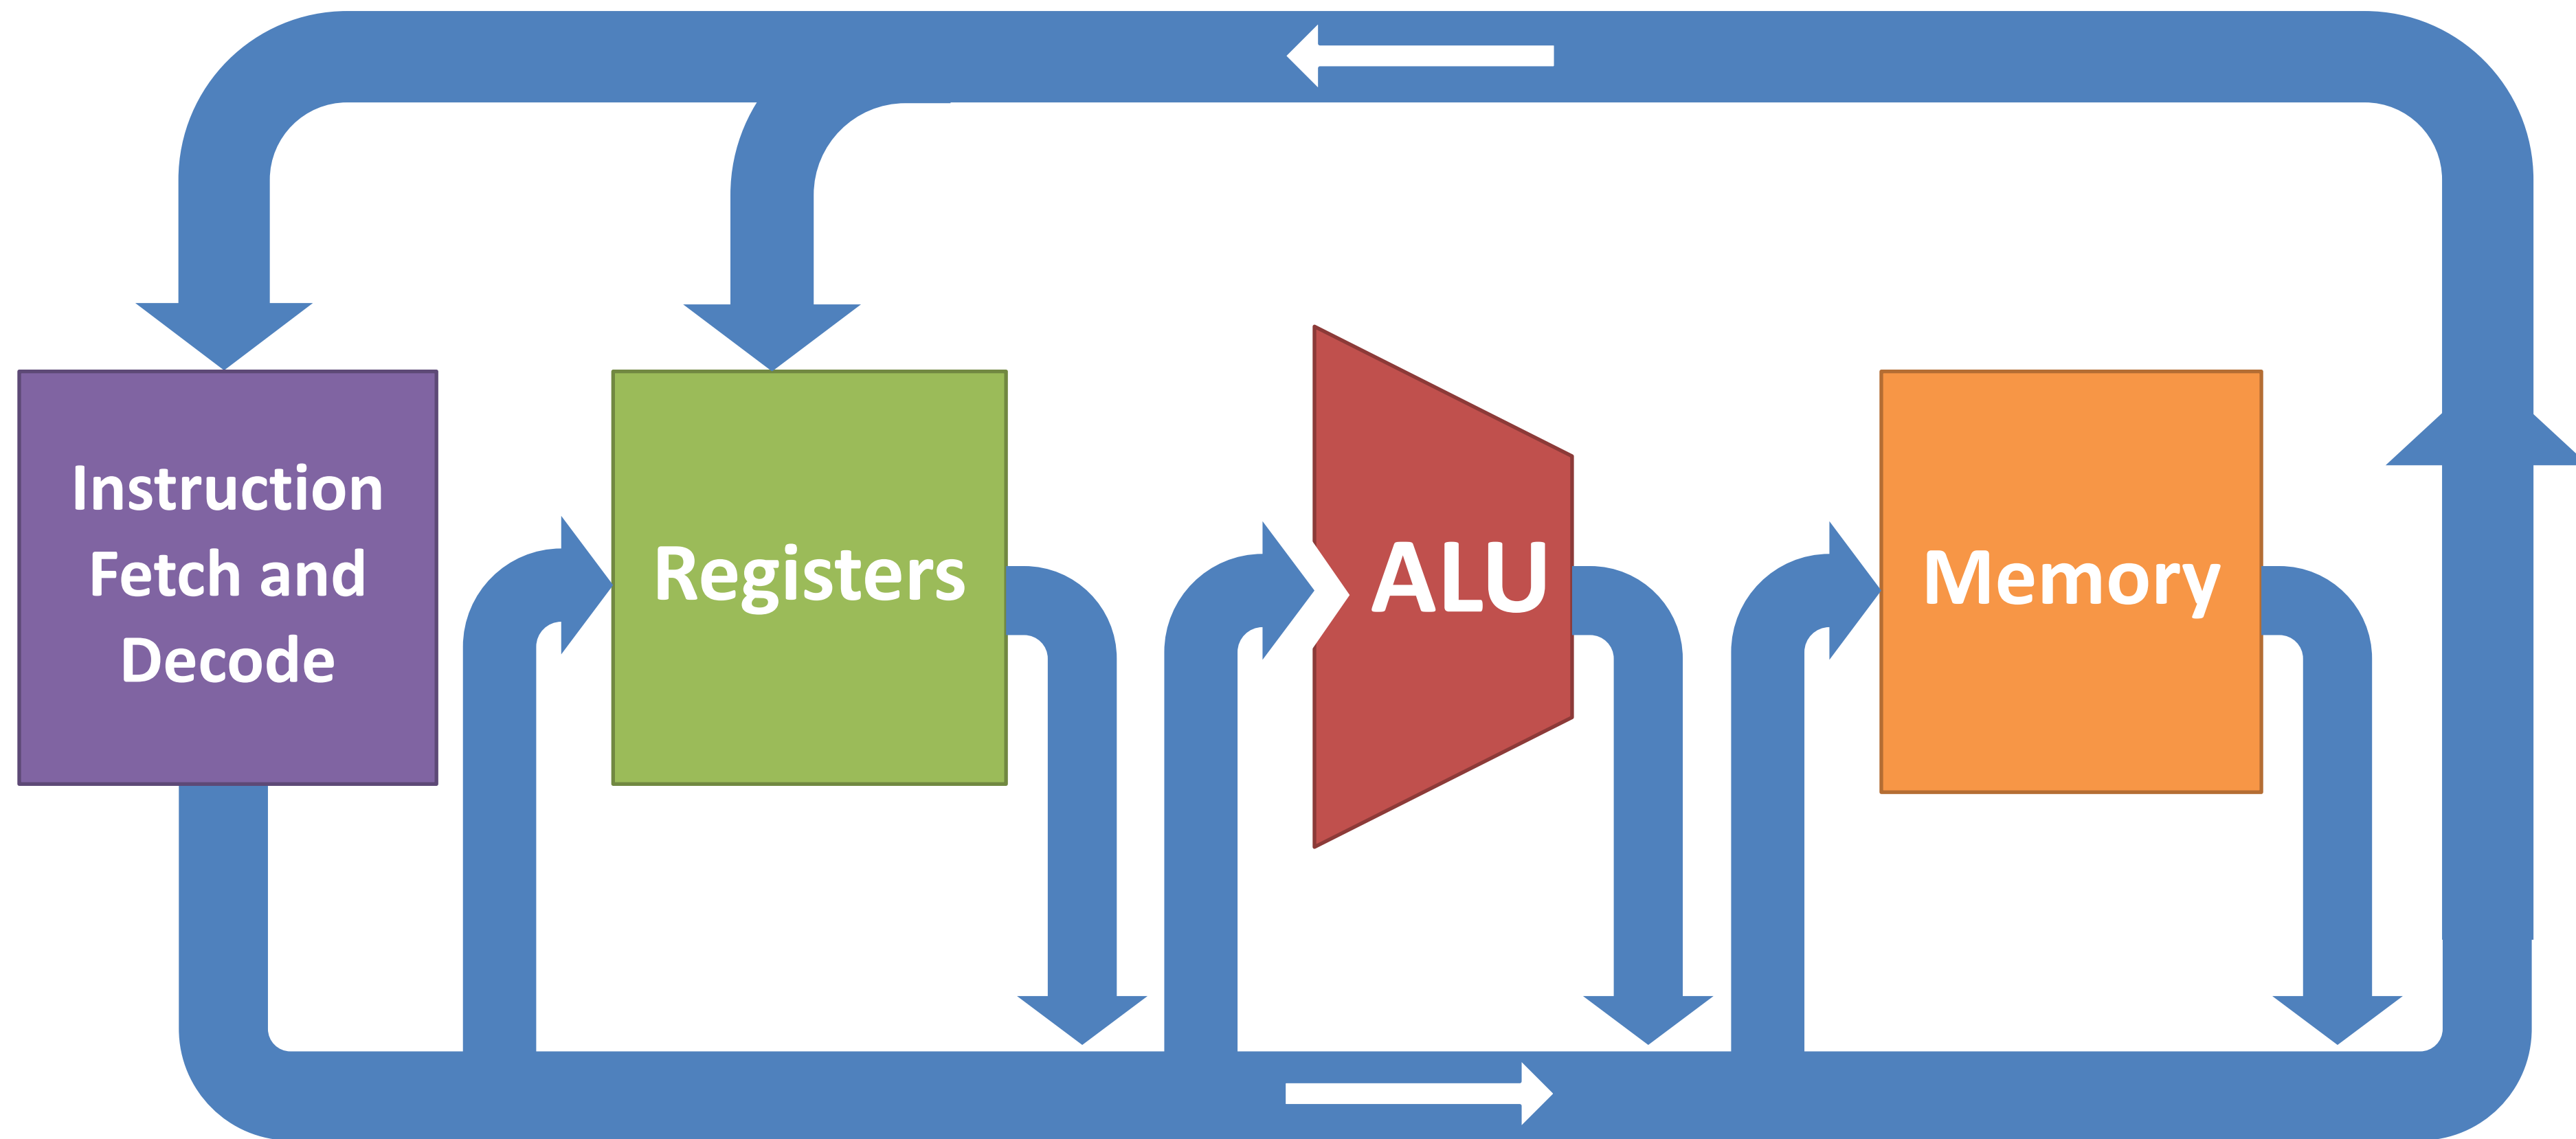 Instruction
Fetch and
Decode
Registers
ALU
Memory